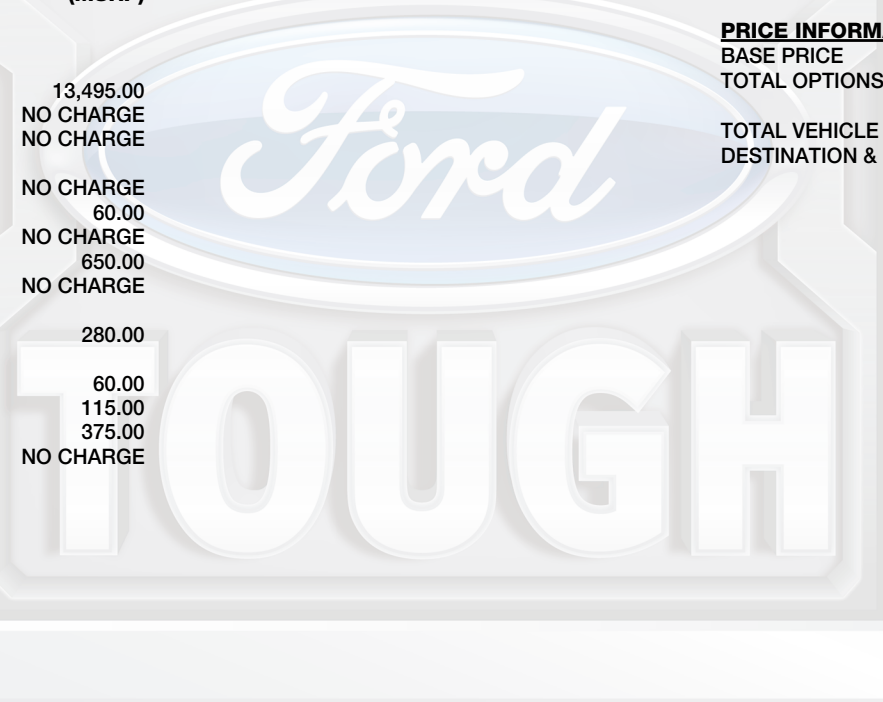 13,495.00
NO CHARGE
NO CHARGE
NO CHARGE
60.00
NO CHARGE
650.00
NO CHARGE
280.00
60.00
115.00
375.00
NO CHARGE
PRICE INFORM
BASE PRICE
TOTAL OPTIONS
TOTAL VEHICLE
DESTINATION &
Ford
TOUGH